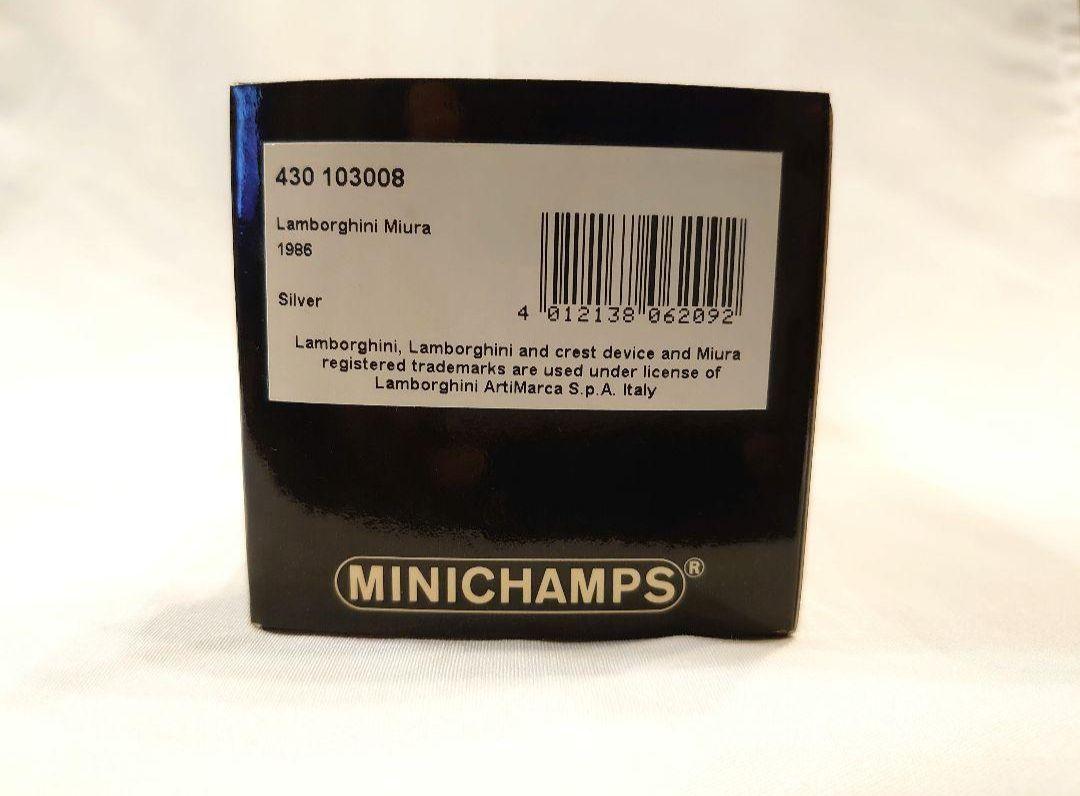 430 103008
Lamborghini Miura
1986
Silver
4 012138 062092
Lamborghini, Lamborghini and crest device and Miura
registered trademarks are used under license of
Lamborghini ArtiMarca S.p.A. Italy
MINICHAMPS®